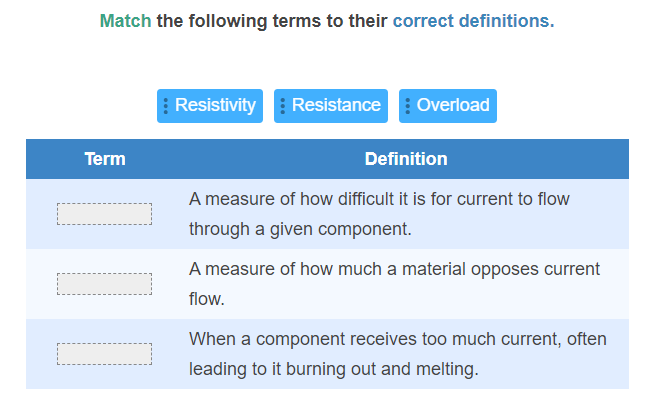 Match the following terms to their correct definitions.
Resistivity Resistance Overload
Term Definition
A measure of how difficult it is for current to flow
through a given component.
A measure of how much a material opposes current
flow.
When a component receives too much current, often
leading to it burning out and melting.